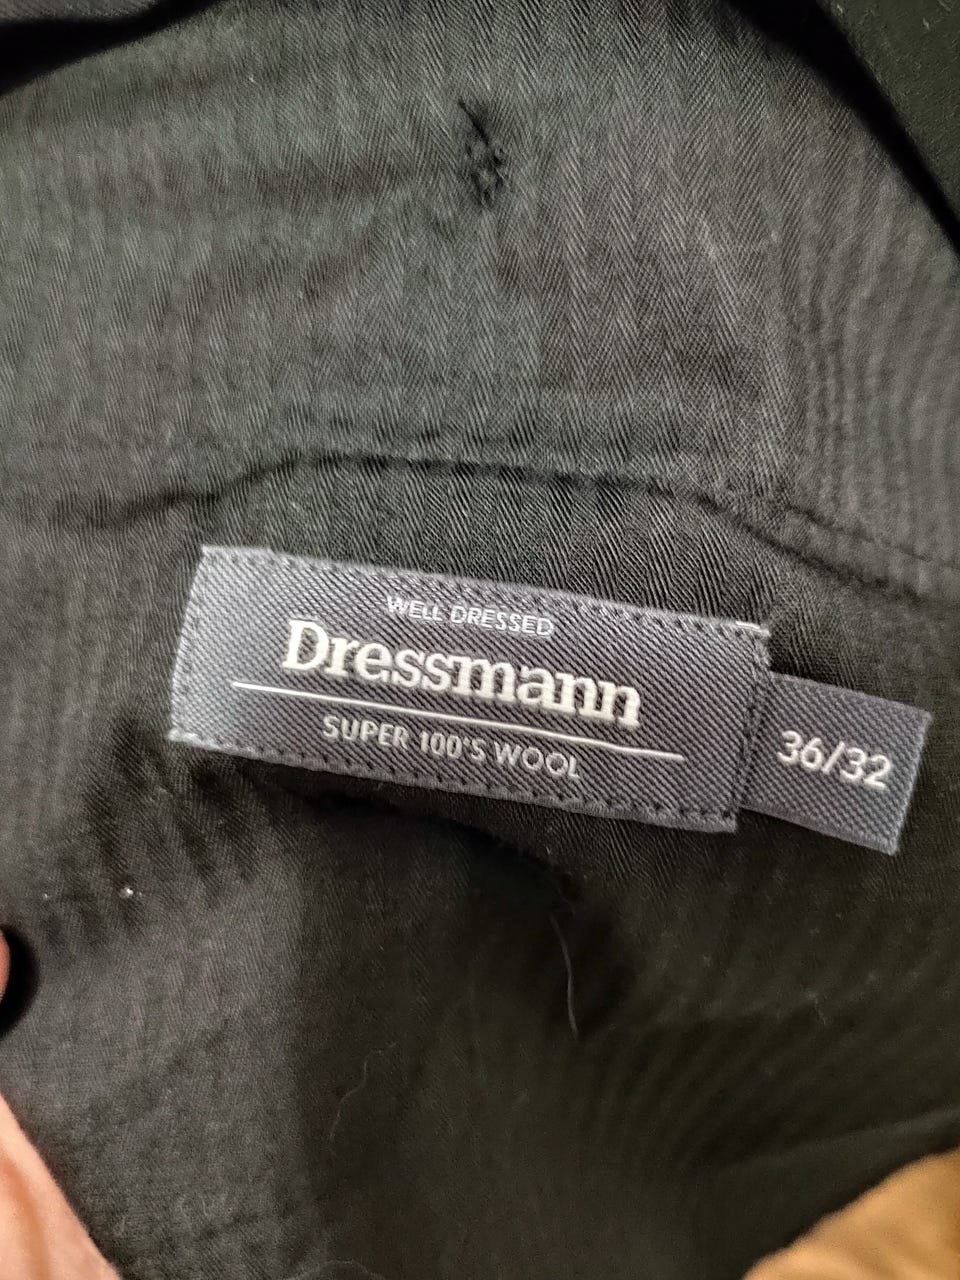 WELL DRESSED
Dressmann
SUPER 100'S WOOL
36/32